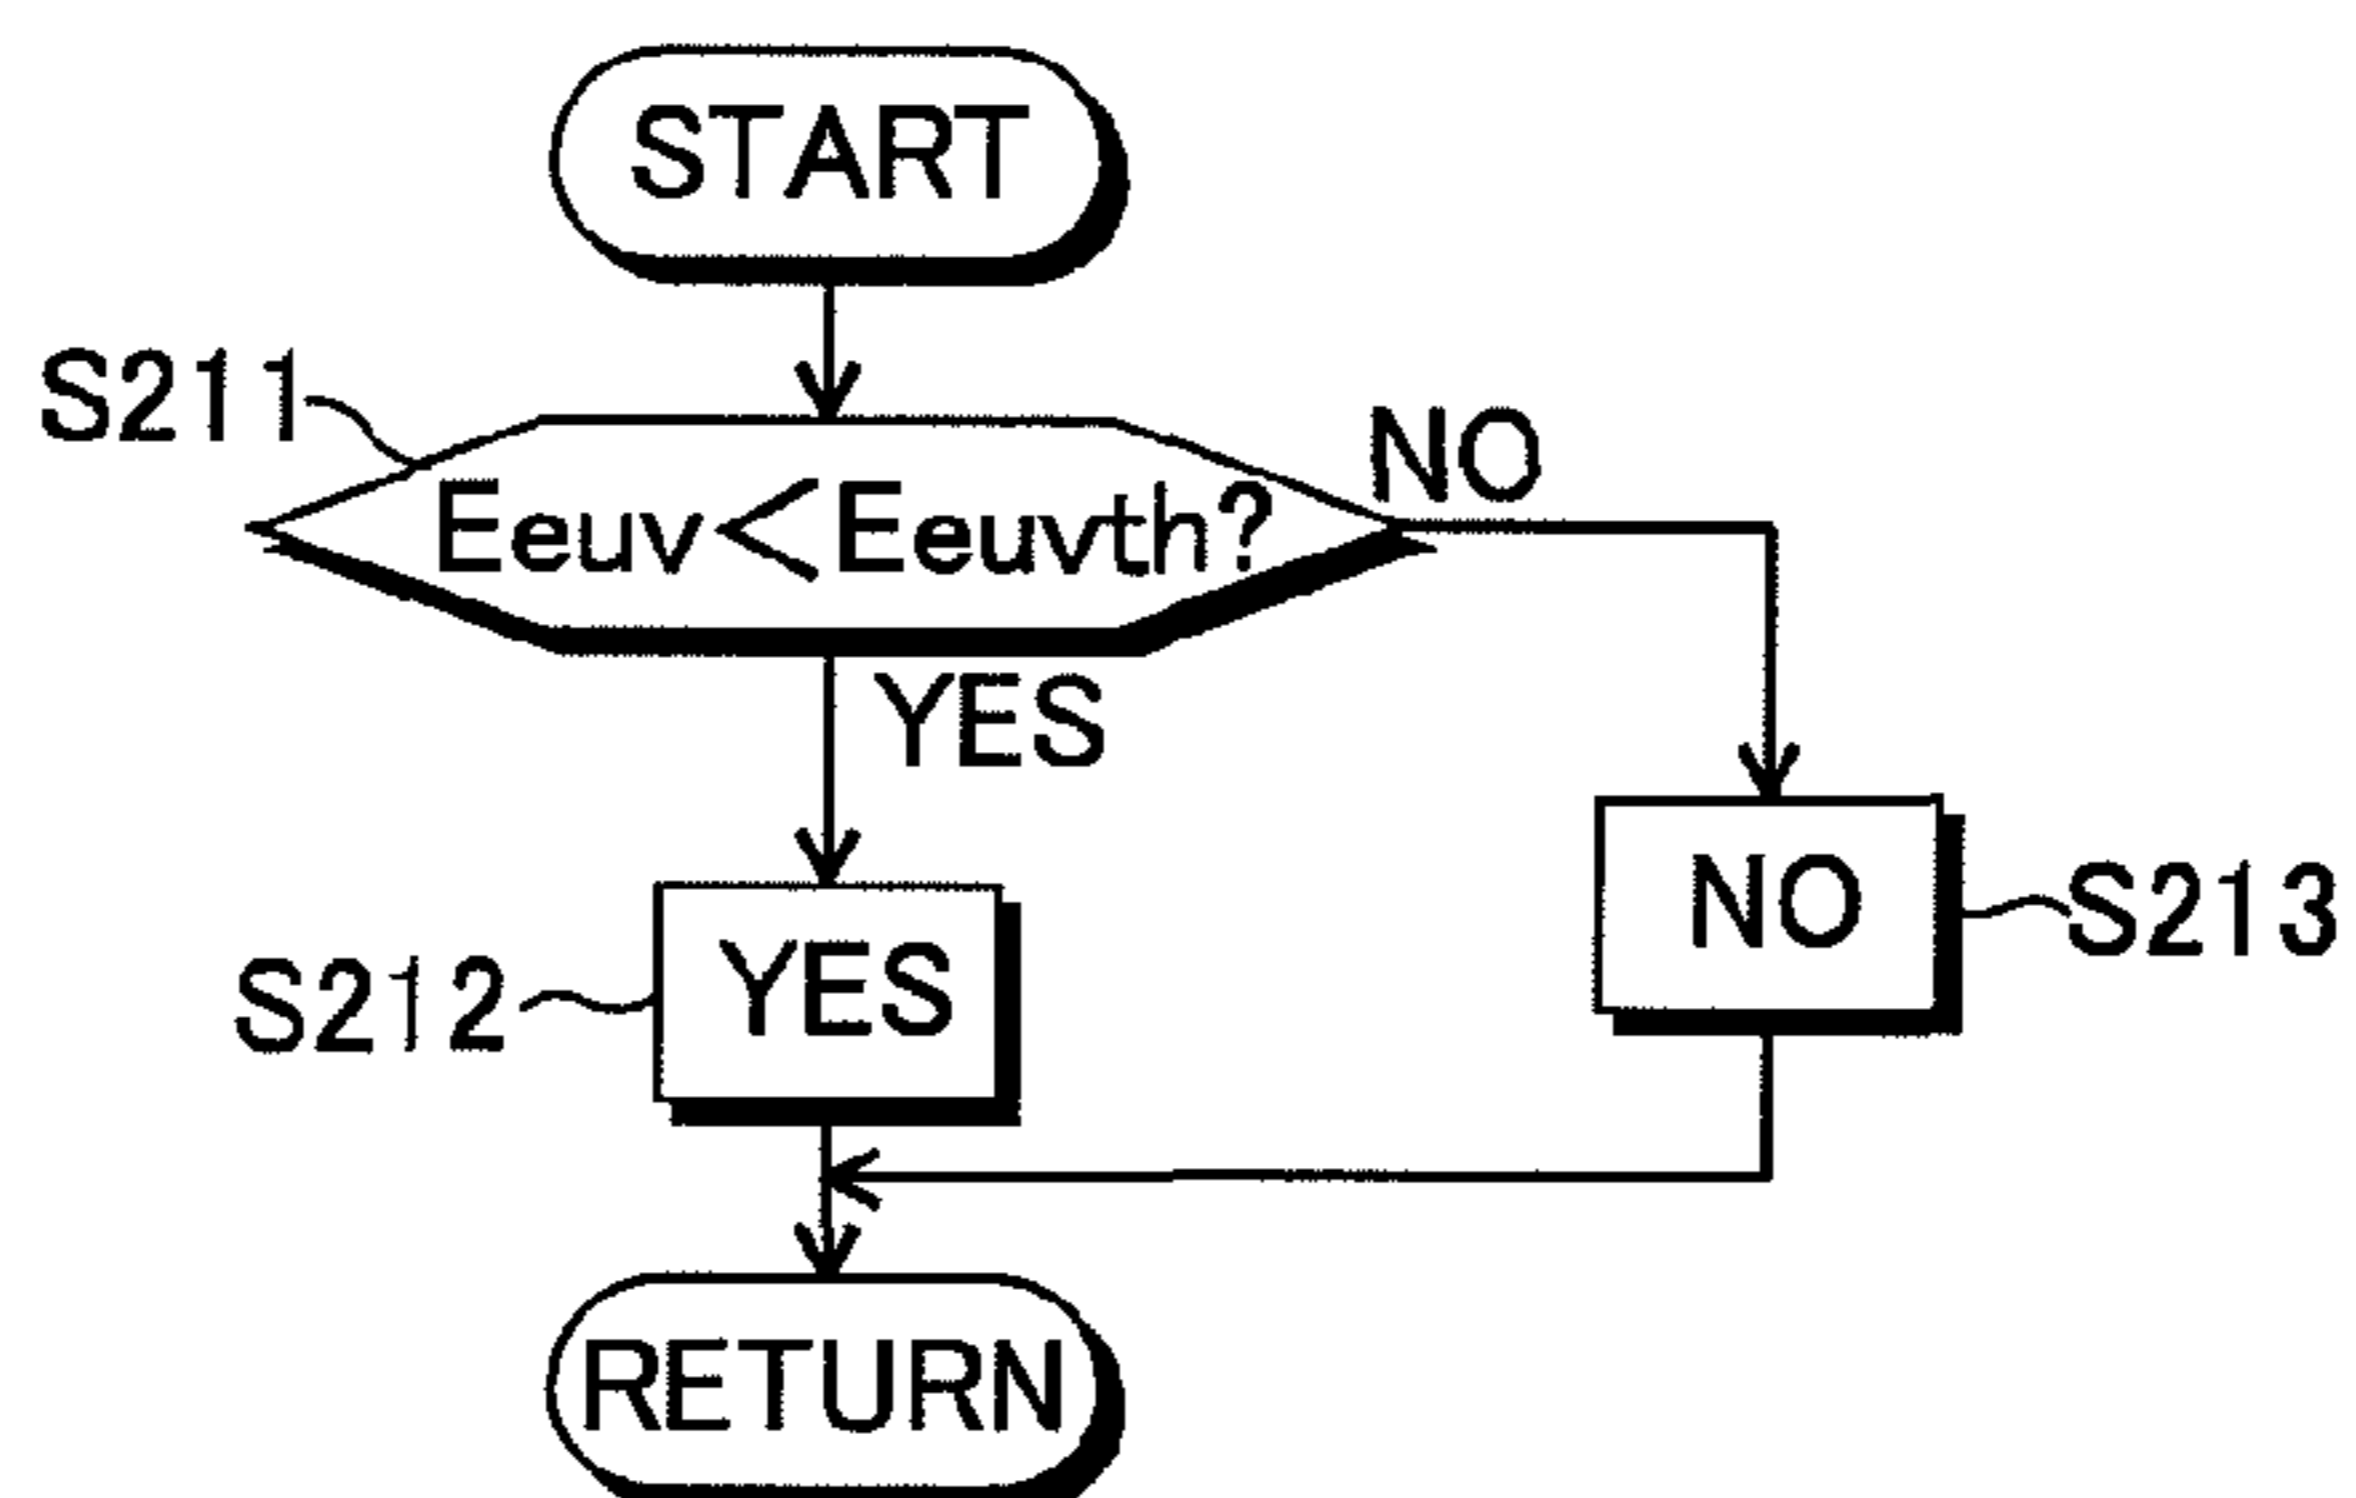 START
S211
NO
Eeuv<Eeuvth?
YES
NO
S213
YES
S212
RETURN